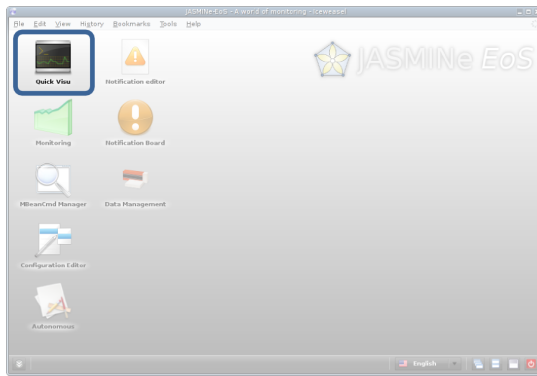 JASMINe-EoS - A world of monitoring - Iceweasel
File Edit View History Bookmarks Tools Help
JASMINe EoS
Quick Visu
Notification editor
Monitoring
Notification Board
MBeanCmd Manager
Data Management
Configuration Editor
Autonomous
English